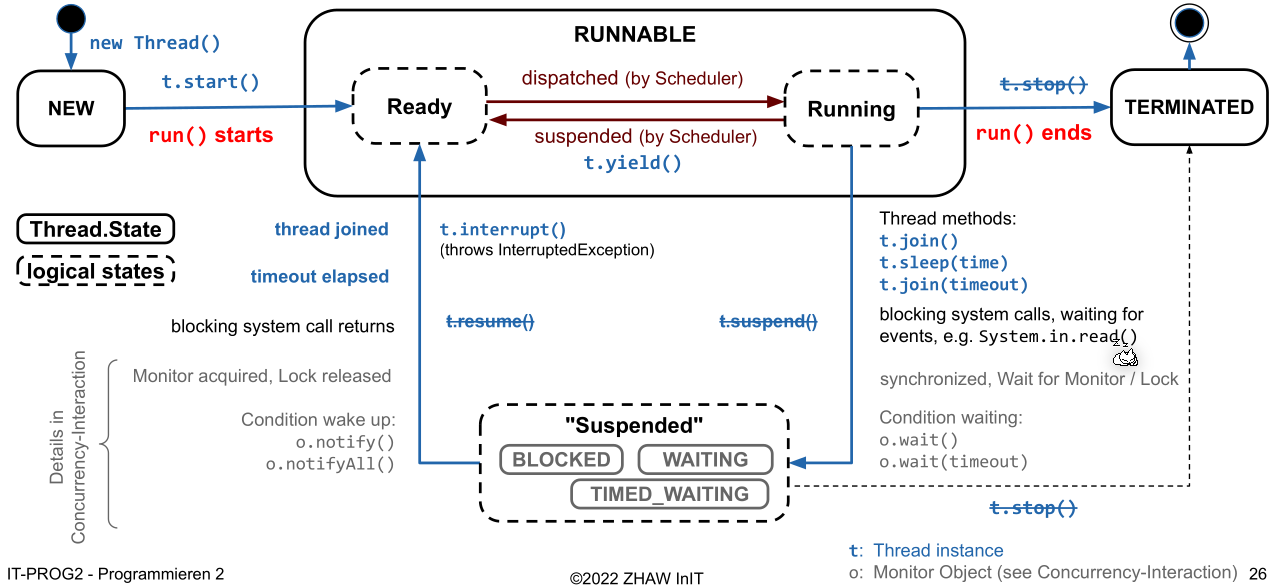 new Thread()
NEW
t.start()
run() starts
RUNNABLE
Ready
dispatched (by Scheduler)
suspended (by Scheduler)
t.yield()
Running
t.stop()
run() ends
TERMINATED
Thread.State
logical states
thread joined
timeout elapsed
blocking system call returns
t.interrupt()
(throws InterruptedException)
t.resume()
t.suspend()
Thread methods:
t.join()
t.sleep(time)
t.join(timeout)
blocking system calls, waiting for
events, e.g. System.in.read()
z z
Details in
Concurrency-Interaction
Monitor acquired, Lock released
Condition wake up:
o.notify()
o.notifyAll()
synchronized, Wait for Monitor / Lock
Condition waiting:
o.wait()
o.wait(timeout)
"Suspended"
BLOCKED
WAITING
TIMED_WAITING
t.stop()
t: Thread instance
o: Monitor Object (see Concurrency-Interaction)
IT-PROG2 - Programmieren 2
©2022 ZHAW InIT
26